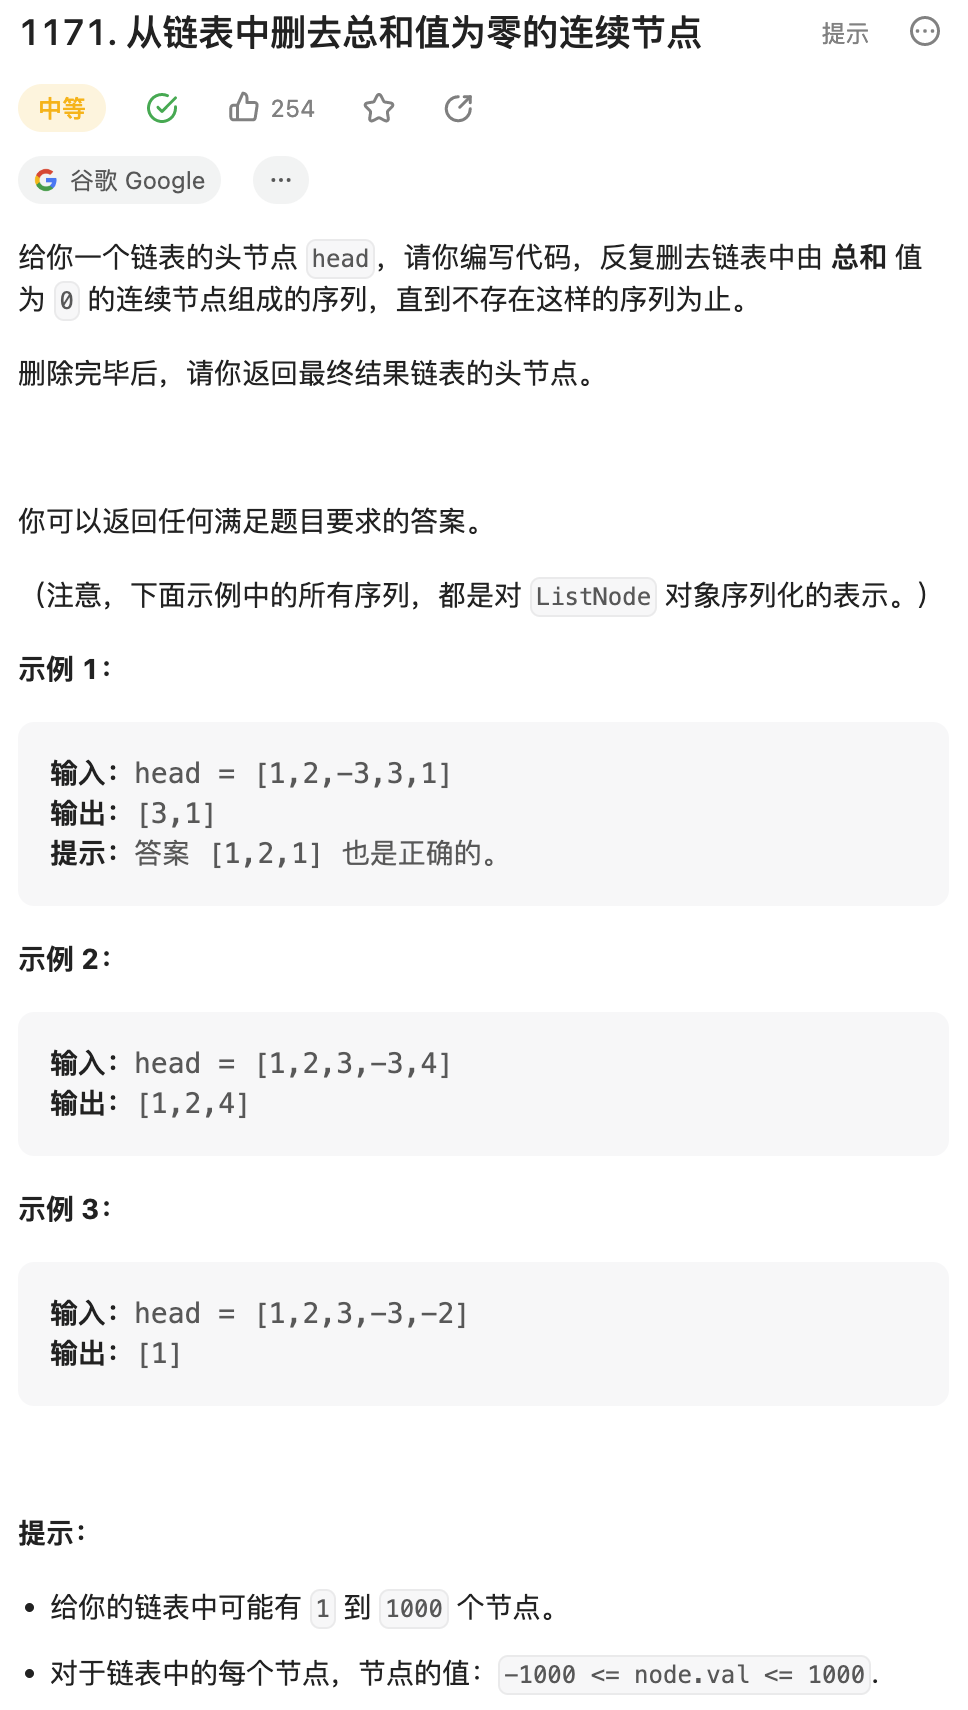 1171. 从链表中删去总和值为零的连续节点
提示
中等
254
谷歌 Google
给你一个链表的头节点 head，请你编写代码，反复删去链表中由 总和 值
为 0 的连续节点组成的序列，直到不存在这样的序列为止。
删除完毕后，请你返回最终结果链表的头节点。
你可以返回任何满足题目要求的答案。
（注意，下面示例中的所有序列，都是对 ListNode 对象序列化的表示。）
示例 1：
输入：head = [1,2,-3,3,1]
输出：[3,1]
提示：答案 [1,2,1] 也是正确的。
示例 2：
输入：head = [1,2,3,-3,4]
输出：[1,2,4]
示例 3：
输入：head = [1,2,3,-3,-2]
输出：[1]
提示：
• 给你的链表中可能有 1 到 1000 个节点。
• 对于链表中的每个节点，节点的值：-1000 <= node.val <= 1000.